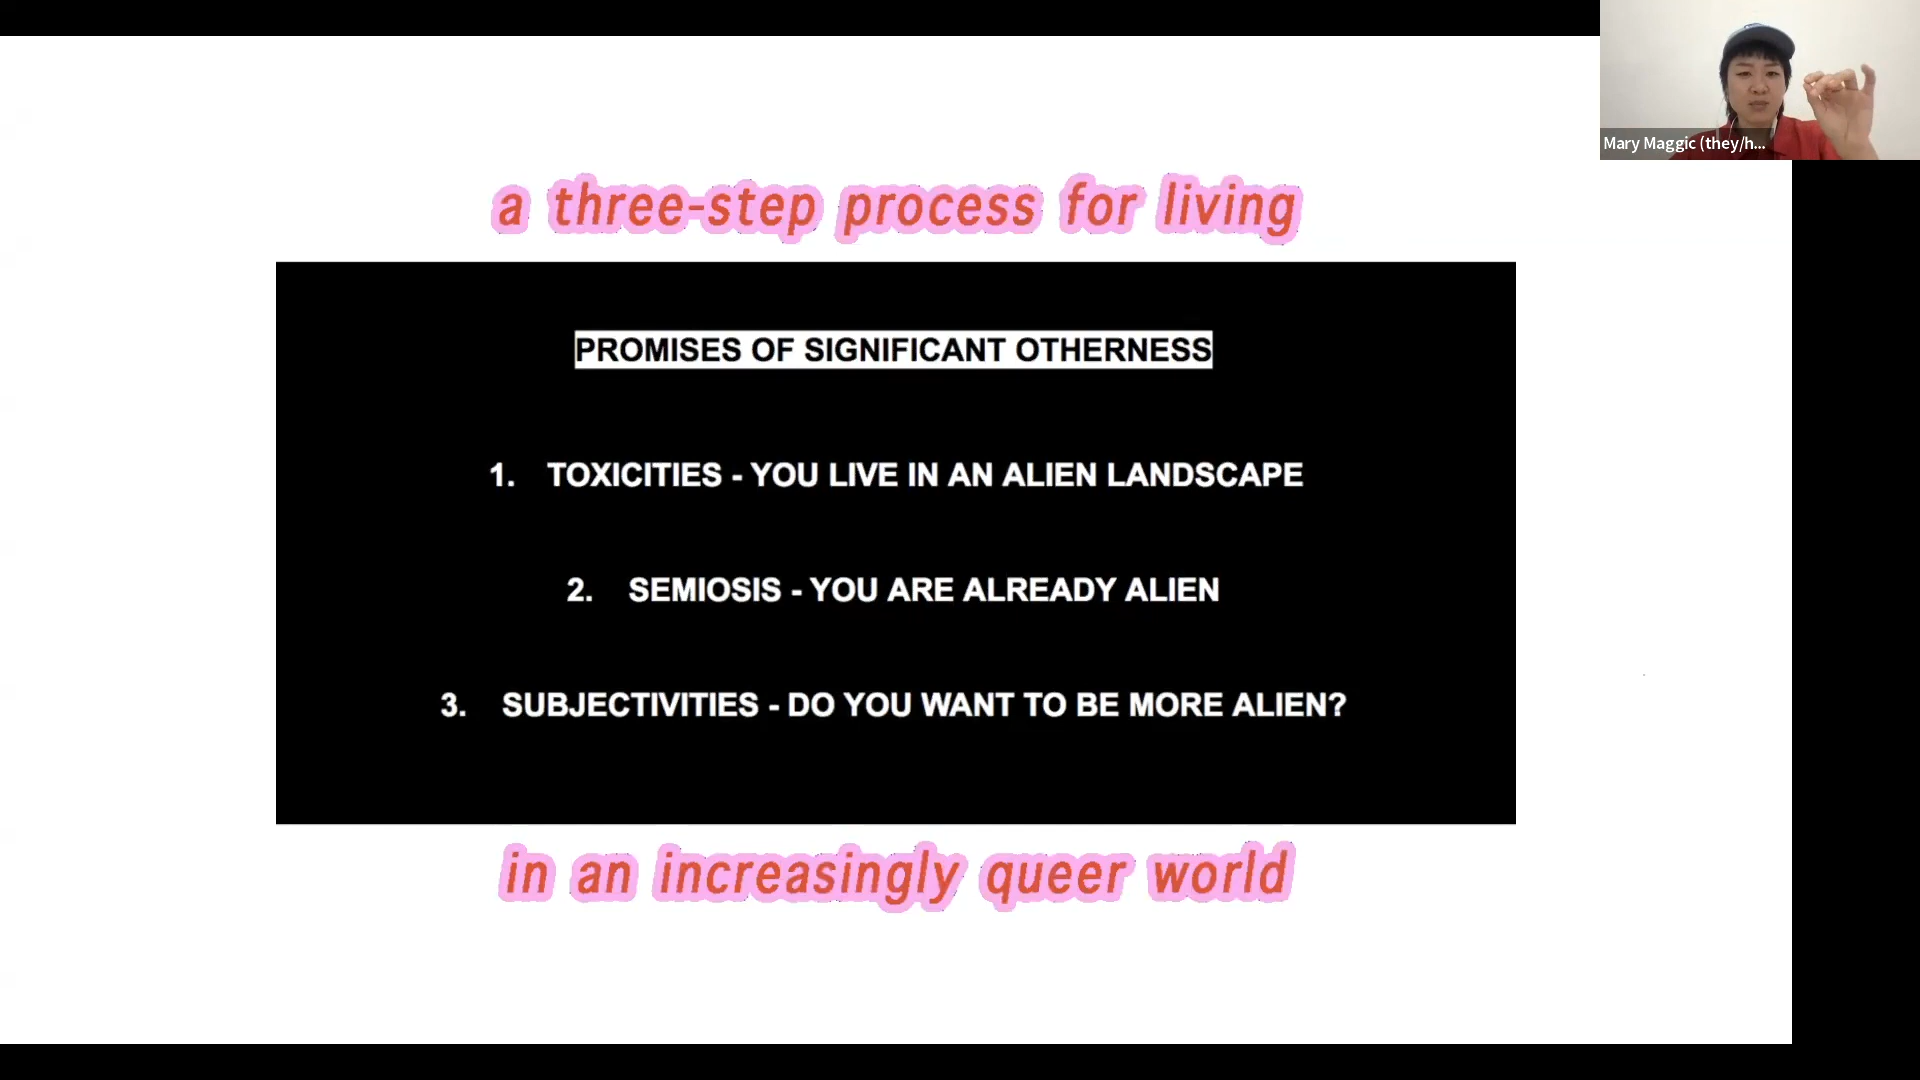 Mary Maggic (they/h...
a three-step process for living
PROMISES OF SIGNIFICANT OTHERNESS
1. TOXICITIES - YOU LIVE IN AN ALIEN LANDSCAPE
2. SEMIOSIS - YOU ARE ALREADY ALIEN
3. SUBJECTIVITIES - DO YOU WANT TO BE MORE ALIEN?
in an increasingly queer world